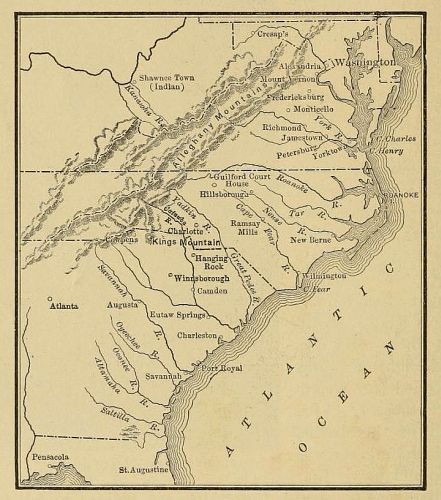 Cresap's
Shawnee Town
(Indian)
Kanawha R.
Alleghany Mountains
Alexandria
Washington
Mount Vernon
Fredericksburg
Monticello
Richmond
York R.
Jamestown
Petersburg
Yorktown
C. Charles
C. Henry
Guilford Court
House
Hillsborough
Roanoke R.
ROANOKE
Yadkin R.
Catawba R.
Cape Fear R.
Neuse R.
Tar R.
Ramsay
Mills
New Berne
Charlotte
Cowpens
Kings Mountain
Hanging
Rock
Winnsborough
Camden
Great Pedee R.
Wilmington
C. Fear
Atlanta
Savannah R.
Augusta
Eutaw Springs
Charleston
Ogeechee R.
Oconee R.
Altamaha R.
Savannah
Port Royal
Satilla R.
Pensacola
St. Augustine
ATLANTIC
OCEAN